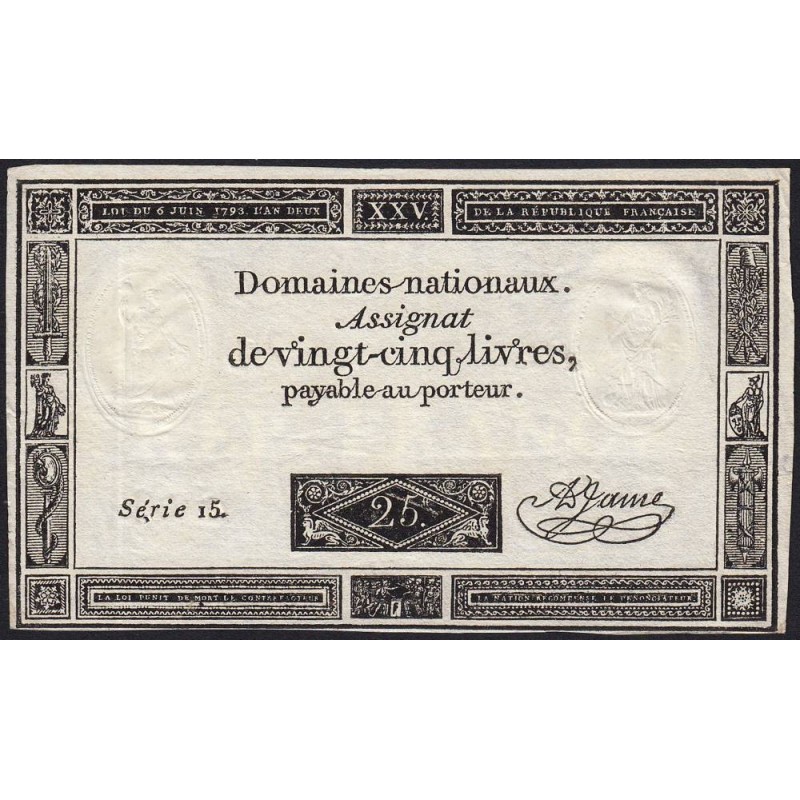 LOI DU 6 JUIN 1793. L'AN DEUX
XXV.
DE LA RÉPUBLIQUE FRANÇAISE
Domaines nationaux.
Assignat
de vingt-cinq livres,
payable au porteur.
Série 15.
25.
A Jame
LA LOI PUNIT DE MORT LE CONTREFACTEUR
LA NATION RÉCOMPENSE LE DÉNONCIATEUR